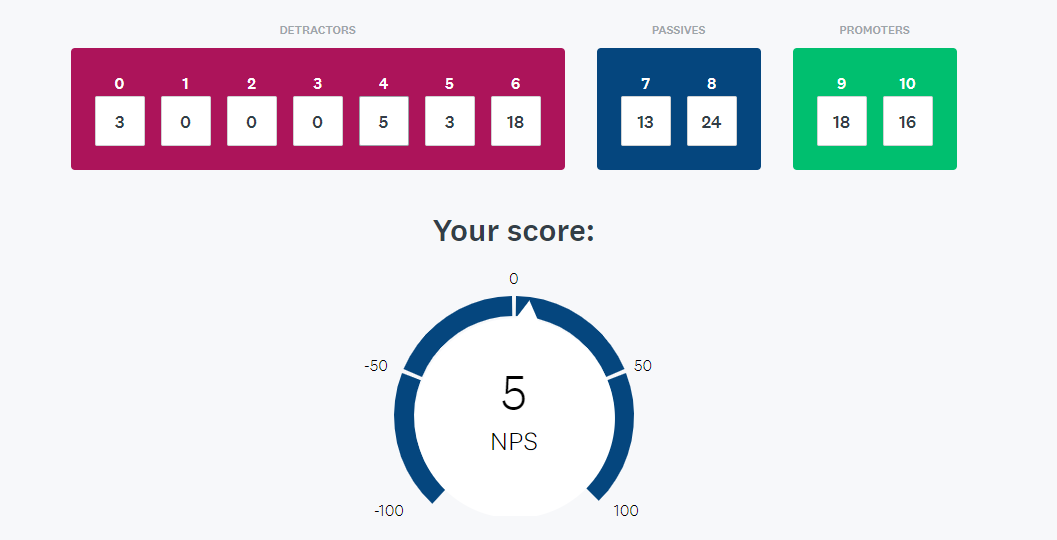 DETRACTORS PASSIVES PROMOTERS
0 1 2 3 4 5 6 7 8 9 10
3 0 0 0 5 3 18 13 24 18 16
Your score:
0
-50 50
5
NPS
-100 100